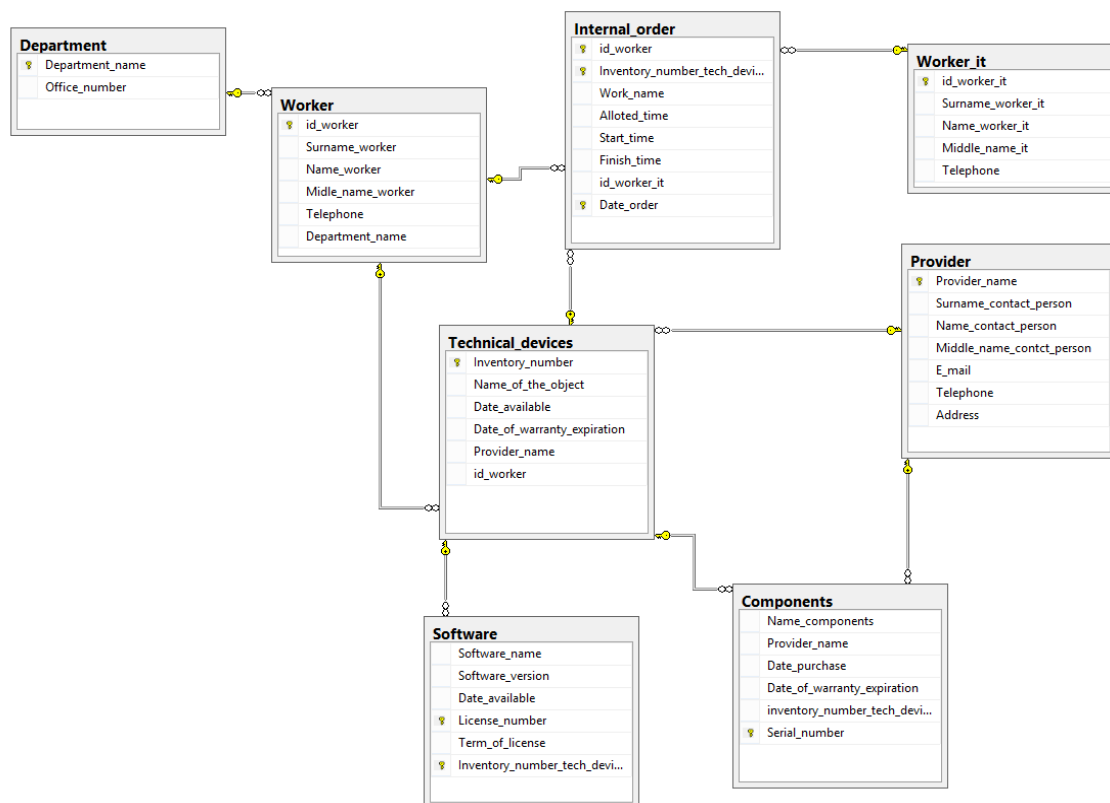 Department
Department_name
Office_number
Worker
id_worker
Surname_worker
Name_worker
Midle_name_worker
Telephone
Department_name
Internal_order
id_worker
Inventory_number_tech_devi...
Work_name
Alloted_time
Start_time
Finish_time
id_worker_it
Date_order
Worker_it
id_worker_it
Surname_worker_it
Name_worker_it
Middle_name_it
Telephone
Provider
Provider_name
Surname_contact_person
Name_contact_person
Middle_name_contct_person
E_mail
Telephone
Address
Technical_devices
Inventory_number
Name_of_the_object
Date_available
Date_of_warranty_expiration
Provider_name
id_worker
Software
Software_name
Software_version
Date_available
License_number
Term_of_license
Inventory_number_tech_devi...
Components
Name_components
Provider_name
Date_purchase
Date_of_warranty_expiration
inventory_number_tech_devi...
Serial_number